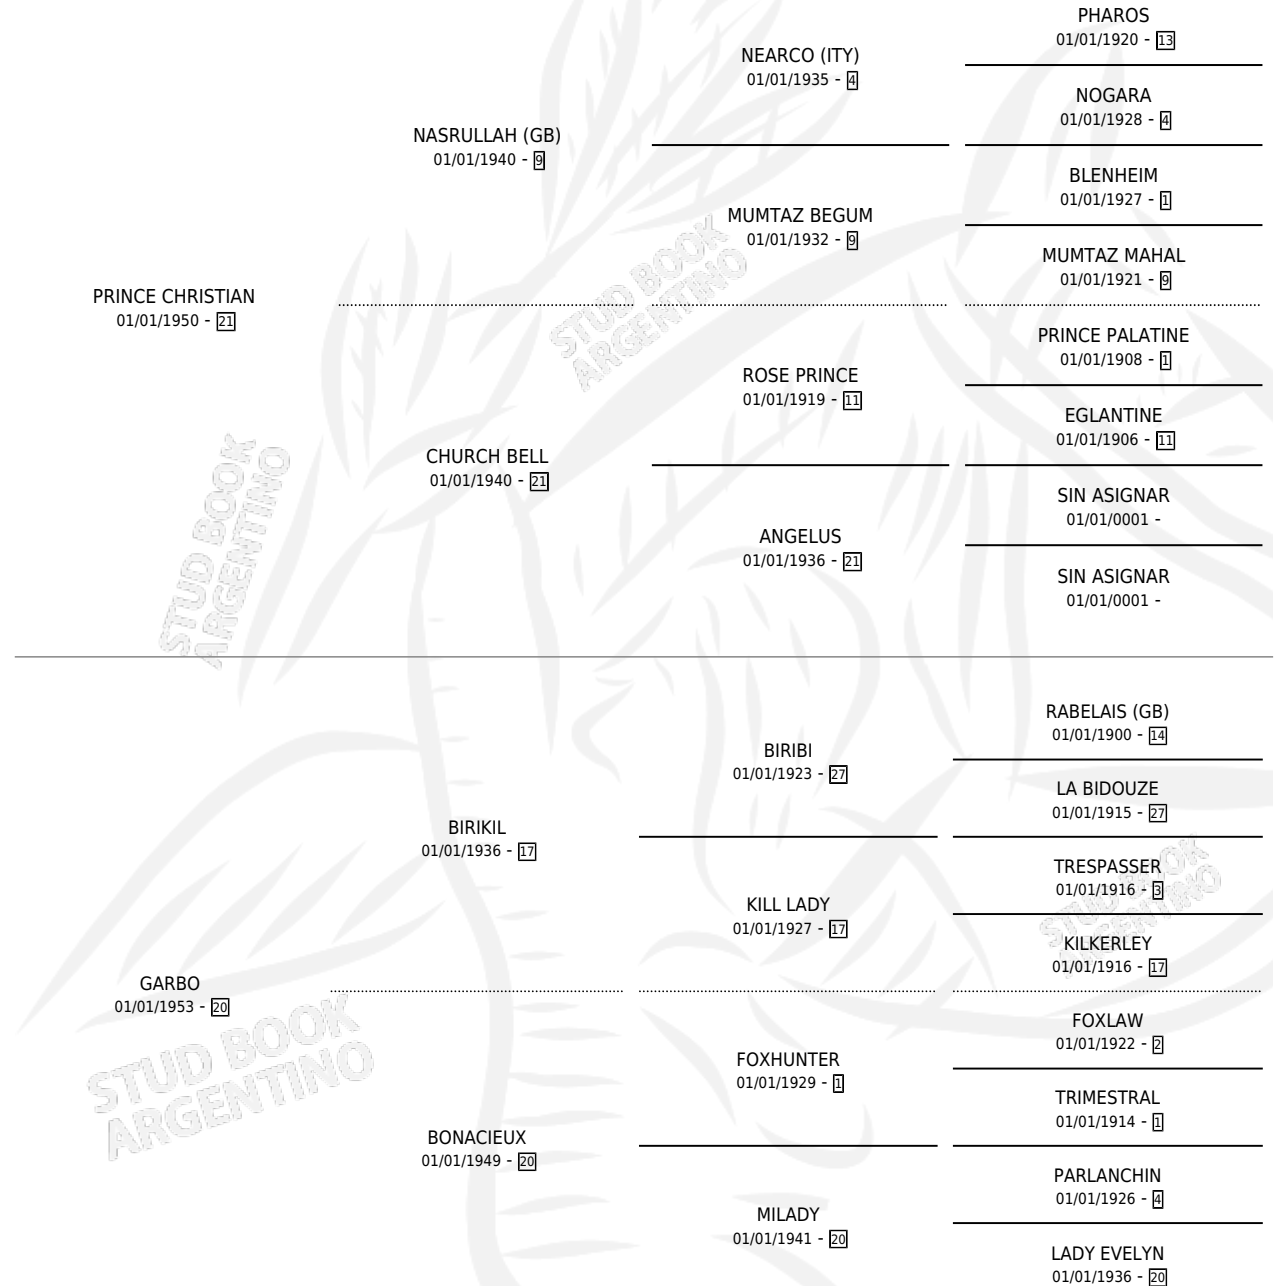 PHAROS
01/01/1920 - 13
NEARCO (ITY)
01/01/1935 - 4
NOGARA
01/01/1928 - 4
NASRULLAH (GB)
01/01/1940 - 9
BLENHEIM
01/01/1927 - 1
MUMTAZ BEGUM
01/01/1932 - 9
MUMTAZ MAHAL
01/01/1921 - 9
PRINCE CHRISTIAN
01/01/1950 - 21
PRINCE PALATINE
01/01/1908 - 1
ROSE PRINCE
01/01/1919 - 11
EGLANTINE
01/01/1906 - 11
CHURCH BELL
01/01/1940 - 21
SIN ASIGNAR
01/01/0001 -
ANGELUS
01/01/1936 - 21
SIN ASIGNAR
01/01/0001 -
RABELAIS (GB)
01/01/1900 - 14
BIRIBI
01/01/1923 - 27
LA BIDOUZE
01/01/1915 - 27
BIRIKIL
01/01/1936 - 17
TRESPASSER
01/01/1916 - 3
KILL LADY
01/01/1927 - 17
KILKERLEY
01/01/1916 - 17
GARBO
01/01/1953 - 20
FOXLAW
01/01/1922 - 2
FOXHUNTER
01/01/1929 - 1
TRIMESTRAL
01/01/1914 - 1
BONACIEUX
01/01/1949 - 20
PARLANCHIN
01/01/1926 - 4
MILADY
01/01/1941 - 20
LADY EVELYN
01/01/1936 - 20
STUD BOOK
ARGENTINO
STUD BOOK
ARGENTINO
STUD BOOK
ARGENTINO
STUD BOOK
ARGENTINO